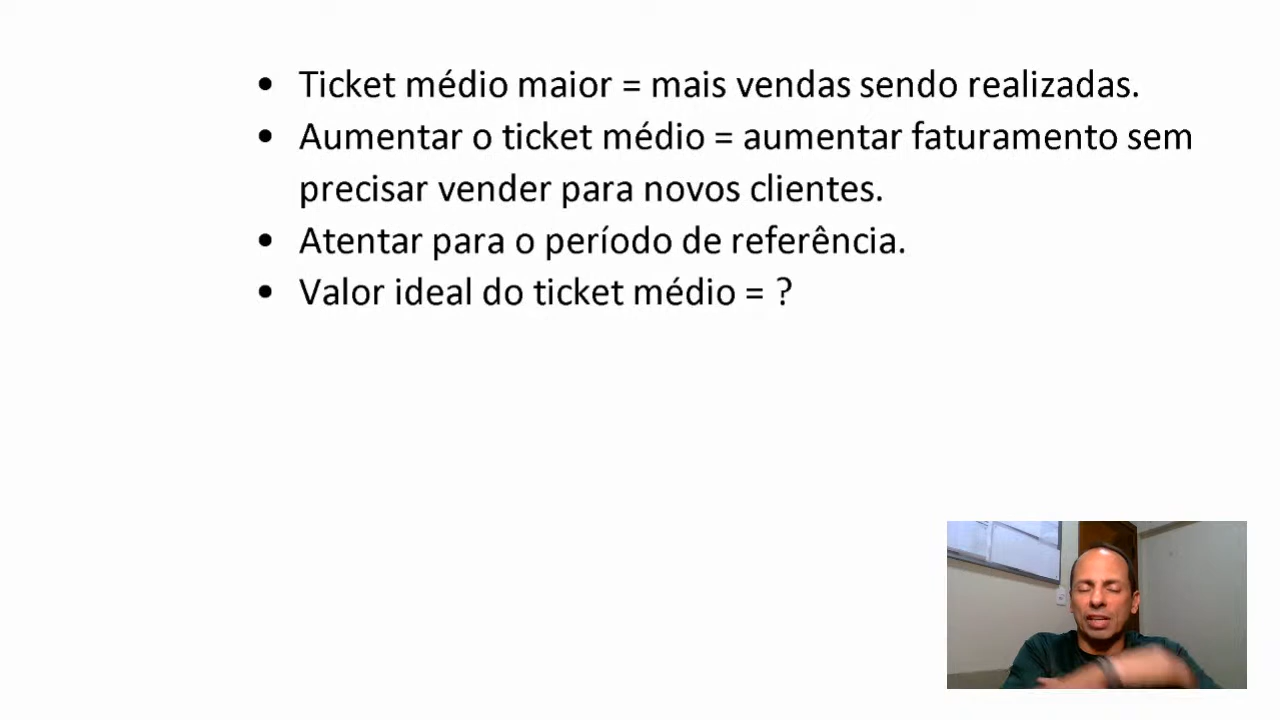 • Ticket médio maior = mais vendas sendo realizadas.
• Aumentar o ticket médio = aumentar faturamento sem
precisar vender para novos clientes.
• Atentar para o período de referência.
• Valor ideal do ticket médio = ?